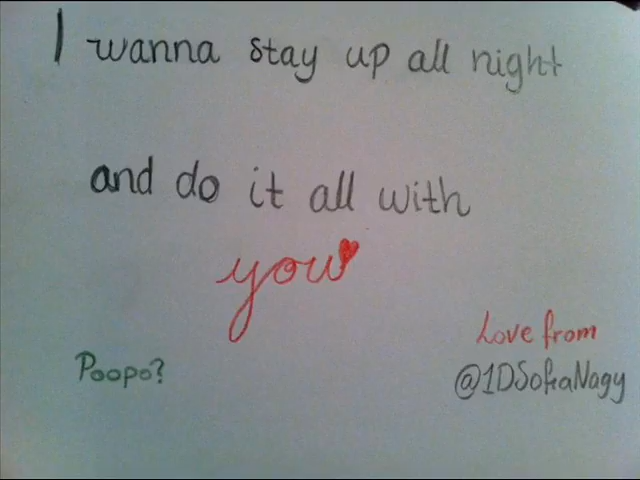 I wanna stay up all night
and do it all with
you
Love from
Poopo?
@1DSofiaNagy